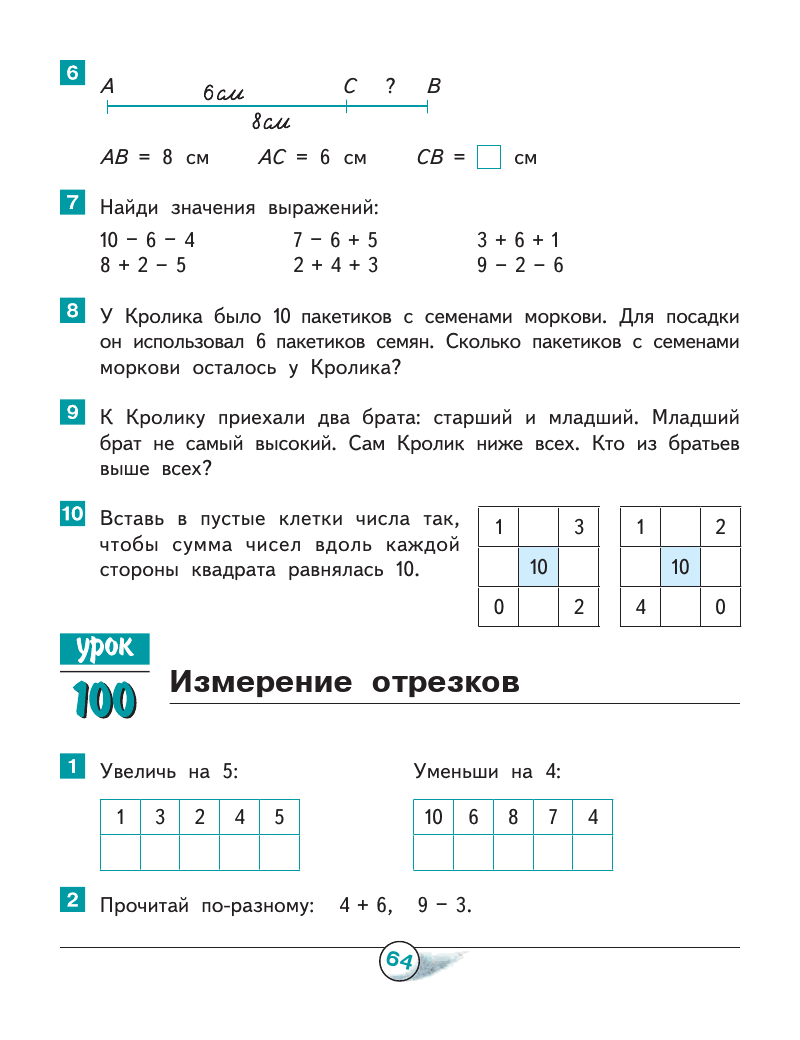 6
A C ? B
6 см
8 см
AB = 8 см AC = 6 см CB = см
7 Найди значения выражений:
10 − 6 − 4 7 − 6 + 5 3 + 6 + 1
8 + 2 − 5 2 + 4 + 3 9 − 2 − 6
8 У Кролика было 10 пакетиков с семенами моркови. Для посадки
он использовал 6 пакетиков семян. Сколько пакетиков с семенами
моркови осталось у Кролика?
9 К Кролику приехали два брата: старший и младший. Младший
брат не самый высокий. Сам Кролик ниже всех. Кто из братьев
выше всех?
10 Вставь в пустые клетки числа так,
чтобы сумма чисел вдоль каждой
стороны квадрата равнялась 10.
1 3 1 2
10 10
0 2 4 0
урок
100
Измерение отрезков
1 Увеличь на 5: Уменьши на 4:
1 3 2 4 5 10 6 8 7 4
2 Прочитай по-разному: 4 + 6, 9 − 3.
64